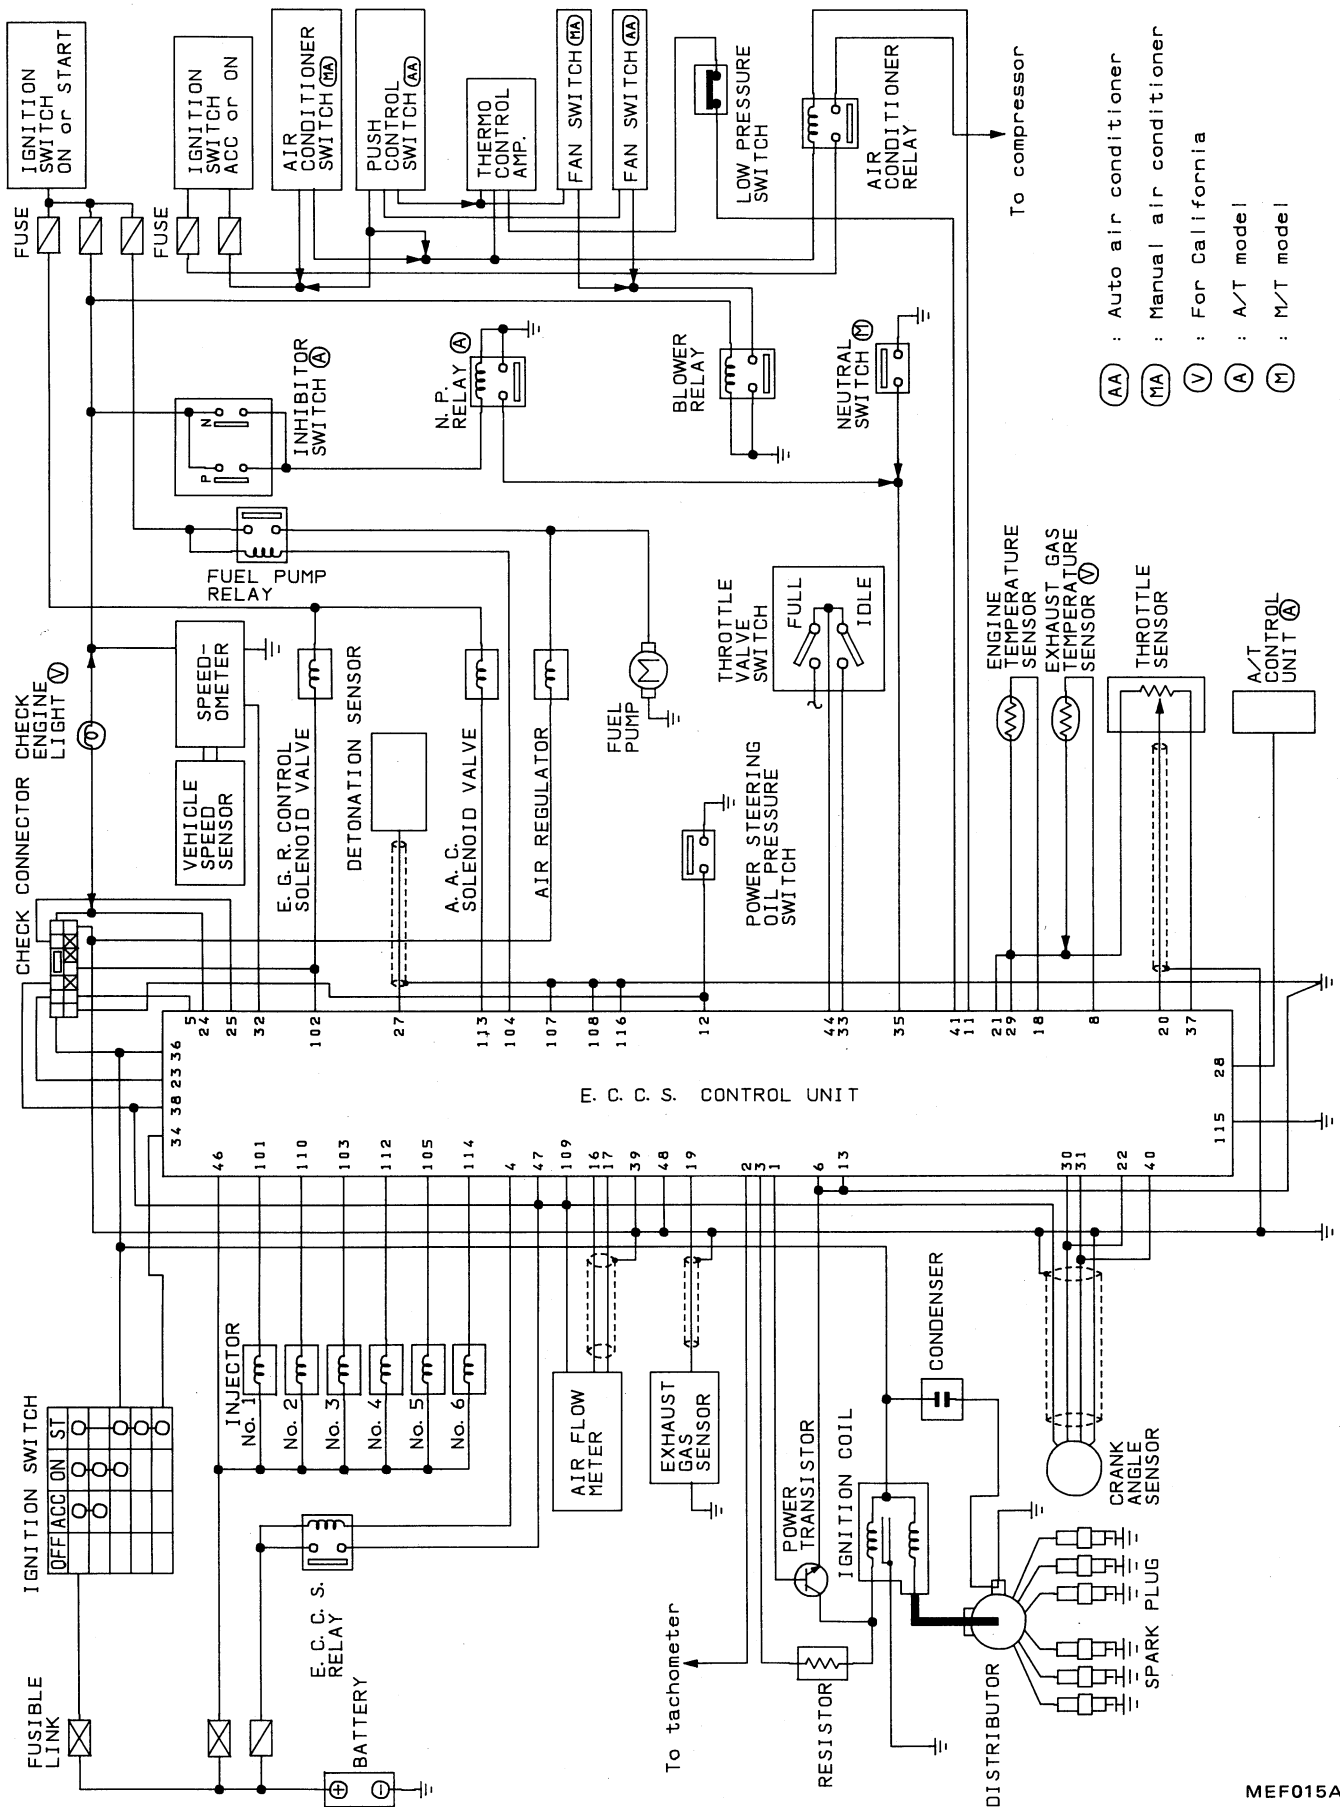 IGNITION
SWITCH
ON or START
IGNITION
SWITCH
ACC or ON
AIR
CONDITIONER
SWITCH (MA)
PUSH
CONTROL
SWITCH (AA)
THERMO
CONTROL
AMP.
FAN SWITCH (MA)
FAN SWITCH (AA)
LOW PRESSURE
SWITCH
AIR
CONDITIONER
RELAY
To compressor
FUSE
FUSE
(AA) : Auto air conditioner
(MA) : Manual air conditioner
(V) : For California
(A) : A/T model
(M) : M/T model
INHIBITOR
SWITCH (A)
N
P
N. P.
RELAY (A)
BLOWER
RELAY
NEUTRAL
SWITCH (M)
FUEL PUMP
RELAY
CHECK CONNECTOR
CHECK
ENGINE
LIGHT (V)
SPEED-
OMETER
VEHICLE
SPEED
SENSOR
E. G. R. CONTROL
SOLENOID VALVE
DETONATION SENSOR
A. A. C.
SOLENOID VALVE
AIR REGULATOR
M
FUEL
PUMP
THROTTLE
VALVE
SWITCH
FULL
IDLE
POWER STEERING
OIL PRESSURE
SWITCH
ENGINE
TEMPERATURE
SENSOR
EXHAUST GAS
TEMPERATURE
SENSOR (V)
THROTTLE
SENSOR
A/T
CONTROL
UNIT (A)
5
24
25
32
102
27
113
104
107
108
116
12
44
33
35
41
11
21
29
18
8
20
37
36
23
38
34
28
115
E. C. C. S. CONTROL UNIT
46
101
110
103
112
105
114
4
47
109
16
17
39
48
19
2
3
1
6
13
30
31
22
40
IGNITION SWITCH
OFF ACC ON ST
INJECTOR
No. 1
No. 2
No. 3
No. 4
No. 5
No. 6
AIR FLOW
METER
EXHAUST
GAS
SENSOR
CONDENSER
POWER
TRANSISTOR
IGNITION COIL
CRANK
ANGLE
SENSOR
FUSIBLE
LINK
E. C. C. S.
RELAY
BATTERY
+
−
To tachometer
RESISTOR
DISTRIBUTOR
SPARK PLUG
MEF015A